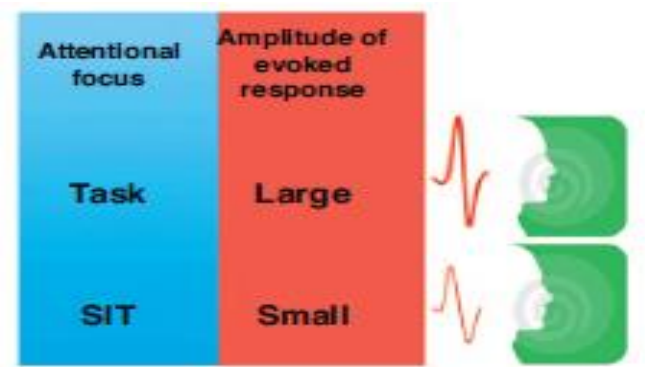 Attentional
focus
Amplitude of
evoked
response
Task
Large
SIT
Small